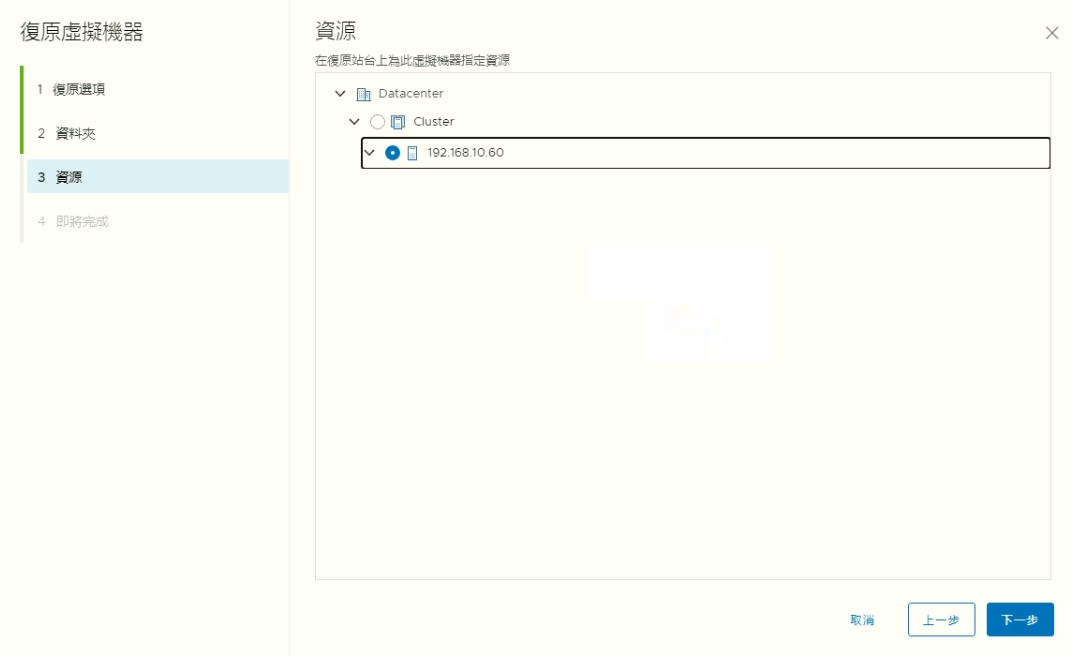 復原虛擬機器
1 復原選項
2 資料夾
3 資源
4 即將完成
資源
在復原站台上為此虛擬機器指定資源
Datacenter
Cluster
192.168.10.60
取消
上一步
下一步